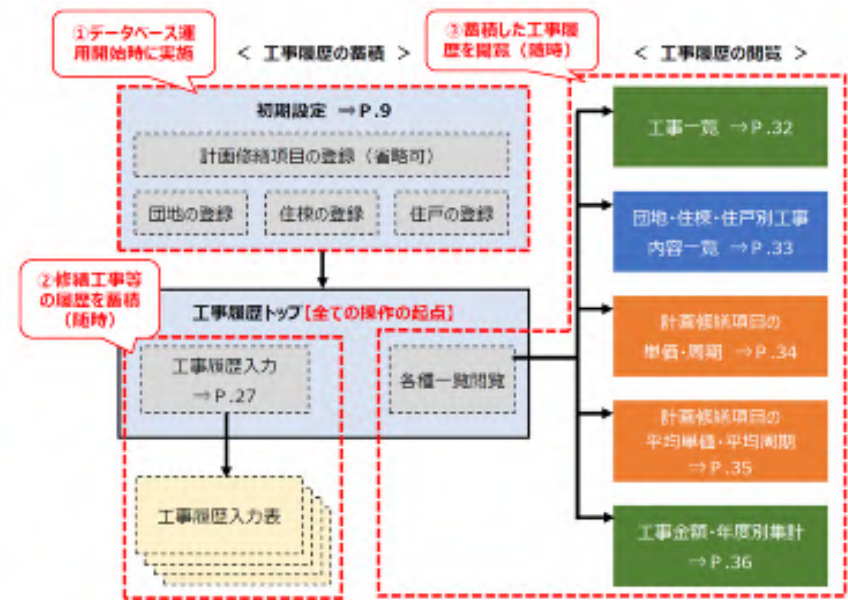 ①データベース運
用開始時に実施
＜ 工事履歴の蓄積 ＞
③蓄積した工事履
歴を閲覧（随時）
＜ 工事履歴の閲覧 ＞
初期設定 ⇒P.9
計画修繕項目の登録（省略可）
団地の登録
住棟の登録
住戸の登録
②修繕工事等
の履歴を蓄積
（随時）
工事履歴トップ【全ての操作の起点】
工事履歴入力
⇒P.27
各種一覧閲覧
工事履歴入力表
工事一覧 ⇒P.32
団地・住棟・住戸別工事
内容一覧 ⇒P.33
計画修繕項目の
単価・周期 ⇒P.34
計画修繕項目の
平均単価・平均周期
⇒P.35
工事金額・年度別集計
⇒P.36